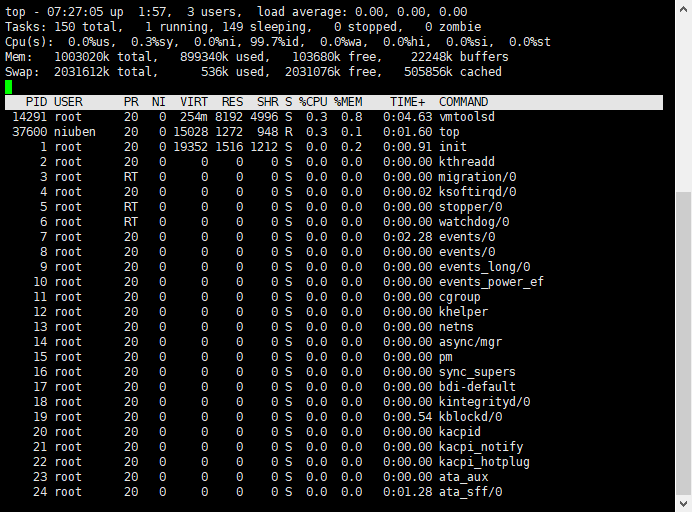 top - 07:27:05 up  1:57,  3 users,  load average: 0.00, 0.00, 0.00
Tasks: 150 total,   1 running, 149 sleeping,   0 stopped,   0 zombie
Cpu(s):  0.0%us,  0.3%sy,  0.0%ni, 99.7%id,  0.0%wa,  0.0%hi,  0.0%si,  0.0%st
Mem:   1003020k total,   899340k used,   103680k free,    22248k buffers
Swap:  2031612k total,      536k used,  2031076k free,   505856k cached
  PID USER      PR  NI  VIRT  RES  SHR S %CPU %MEM    TIME+  COMMAND
14291 root      20   0  254m 8192 4996 S  0.3  0.8   0:04.63 vmtoolsd
37600 niuben    20   0 15028 1272  948 R  0.3  0.1   0:01.60 top
    1 root      20   0 19352 1516 1212 S  0.0  0.2   0:00.91 init
    2 root      20   0     0    0    0 S  0.0  0.0   0:00.00 kthreadd
    3 root      RT   0     0    0    0 S  0.0  0.0   0:00.00 migration/0
    4 root      20   0     0    0    0 S  0.0  0.0   0:00.02 ksoftirqd/0
    5 root      RT   0     0    0    0 S  0.0  0.0   0:00.00 stopper/0
    6 root      RT   0     0    0    0 S  0.0  0.0   0:00.00 watchdog/0
    7 root      20   0     0    0    0 S  0.0  0.0   0:02.28 events/0
    8 root      20   0     0    0    0 S  0.0  0.0   0:00.00 events/0
    9 root      20   0     0    0    0 S  0.0  0.0   0:00.00 events_long/0
   10 root      20   0     0    0    0 S  0.0  0.0   0:00.00 events_power_ef
   11 root      20   0     0    0    0 S  0.0  0.0   0:00.00 cgroup
   12 root      20   0     0    0    0 S  0.0  0.0   0:00.00 khelper
   13 root      20   0     0    0    0 S  0.0  0.0   0:00.00 netns
   14 root      20   0     0    0    0 S  0.0  0.0   0:00.00 async/mgr
   15 root      20   0     0    0    0 S  0.0  0.0   0:00.00 pm
   16 root      20   0     0    0    0 S  0.0  0.0   0:00.00 sync_supers
   17 root      20   0     0    0    0 S  0.0  0.0   0:00.00 bdi-default
   18 root      20   0     0    0    0 S  0.0  0.0   0:00.00 kintegrityd/0
   19 root      20   0     0    0    0 S  0.0  0.0   0:00.54 kblockd/0
   20 root      20   0     0    0    0 S  0.0  0.0   0:00.00 kacpid
   21 root      20   0     0    0    0 S  0.0  0.0   0:00.00 kacpi_notify
   22 root      20   0     0    0    0 S  0.0  0.0   0:00.00 kacpi_hotplug
   23 root      20   0     0    0    0 S  0.0  0.0   0:00.00 ata_aux
   24 root      20   0     0    0    0 S  0.0  0.0   0:01.28 ata_sff/0